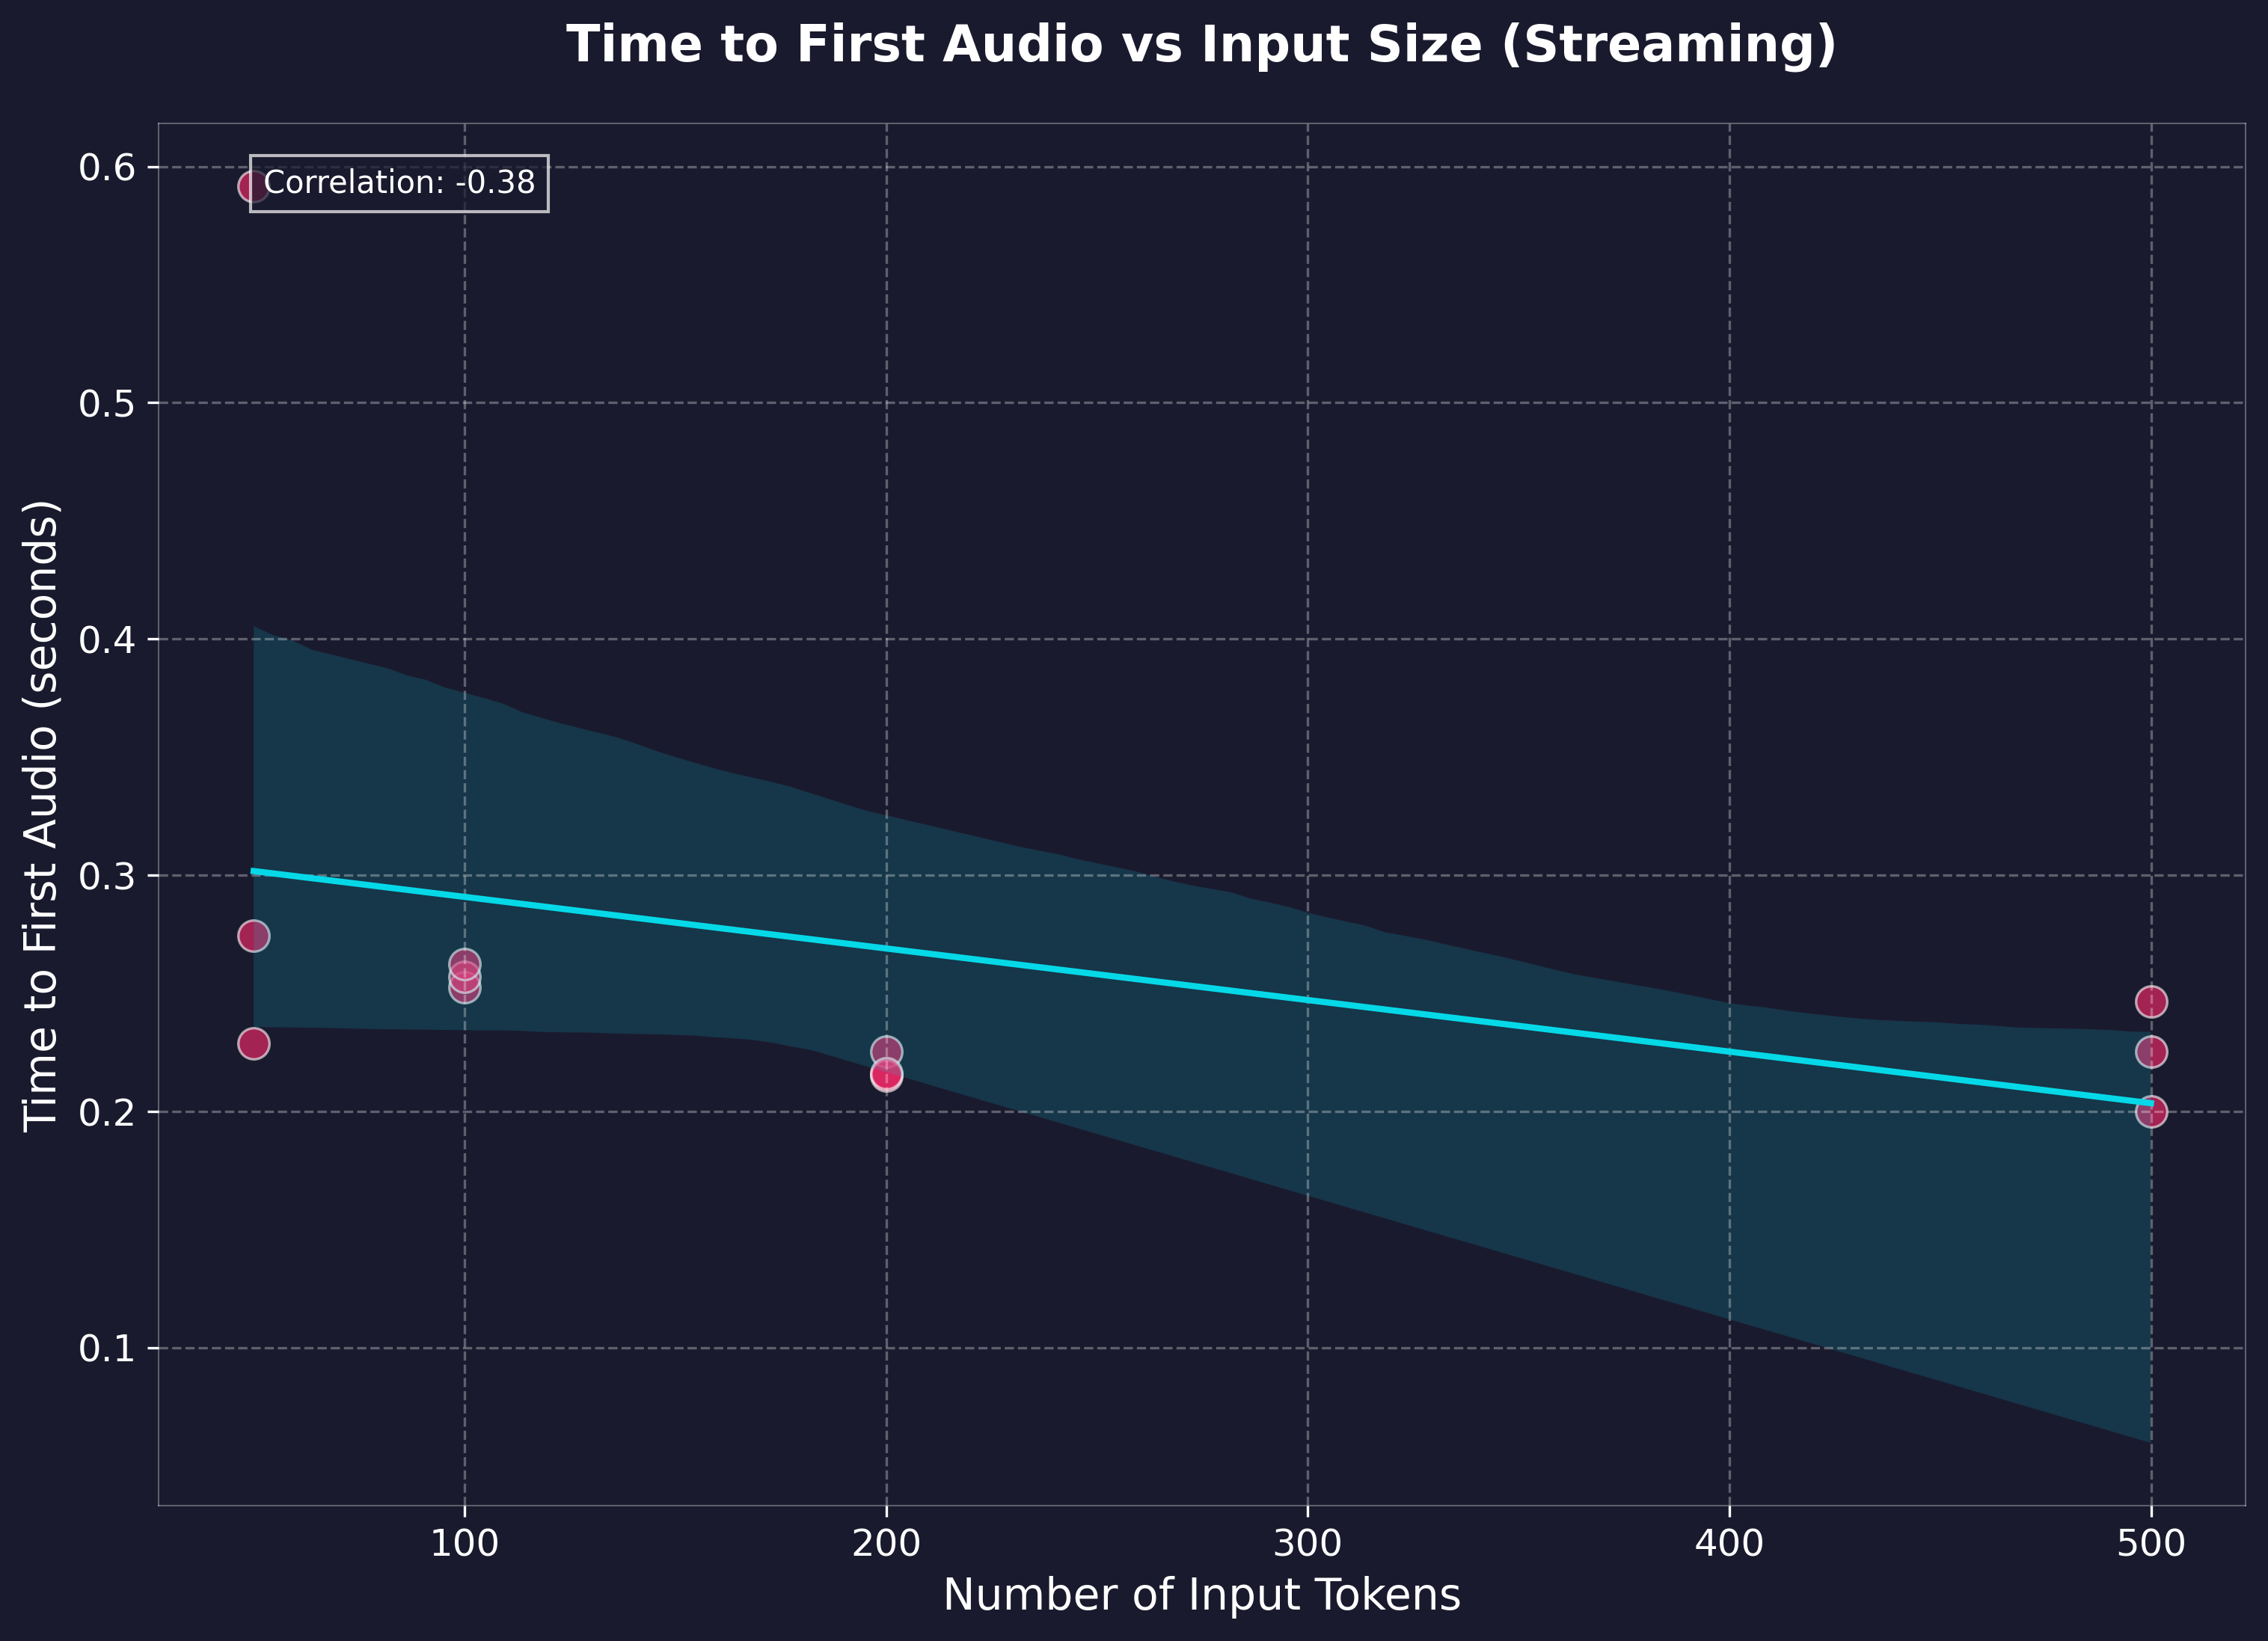 Time to First Audio vs Input Size (Streaming)
Correlation: -0.38
Time to First Audio (seconds)
0.6
0.5
0.4
0.3
0.2
0.1
100 200 300 400 500
Number of Input Tokens